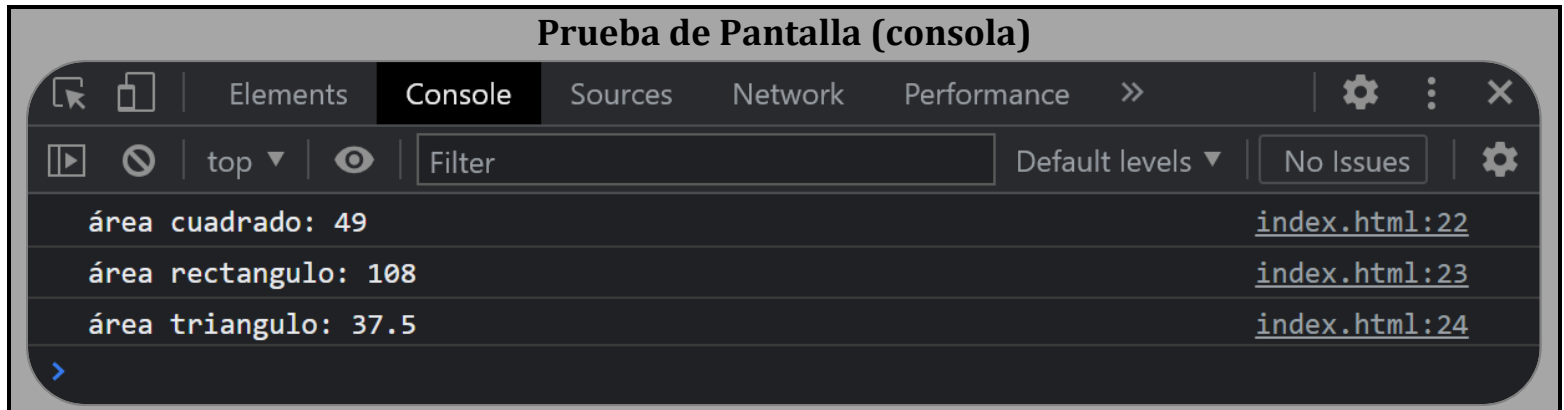 Prueba de Pantalla (consola)
Elements Console Sources Network Performance »
top ▼ Filter Default levels ▼ No Issues
área cuadrado: 49 index.html:22
área rectangulo: 108 index.html:23
área triangulo: 37.5 index.html:24